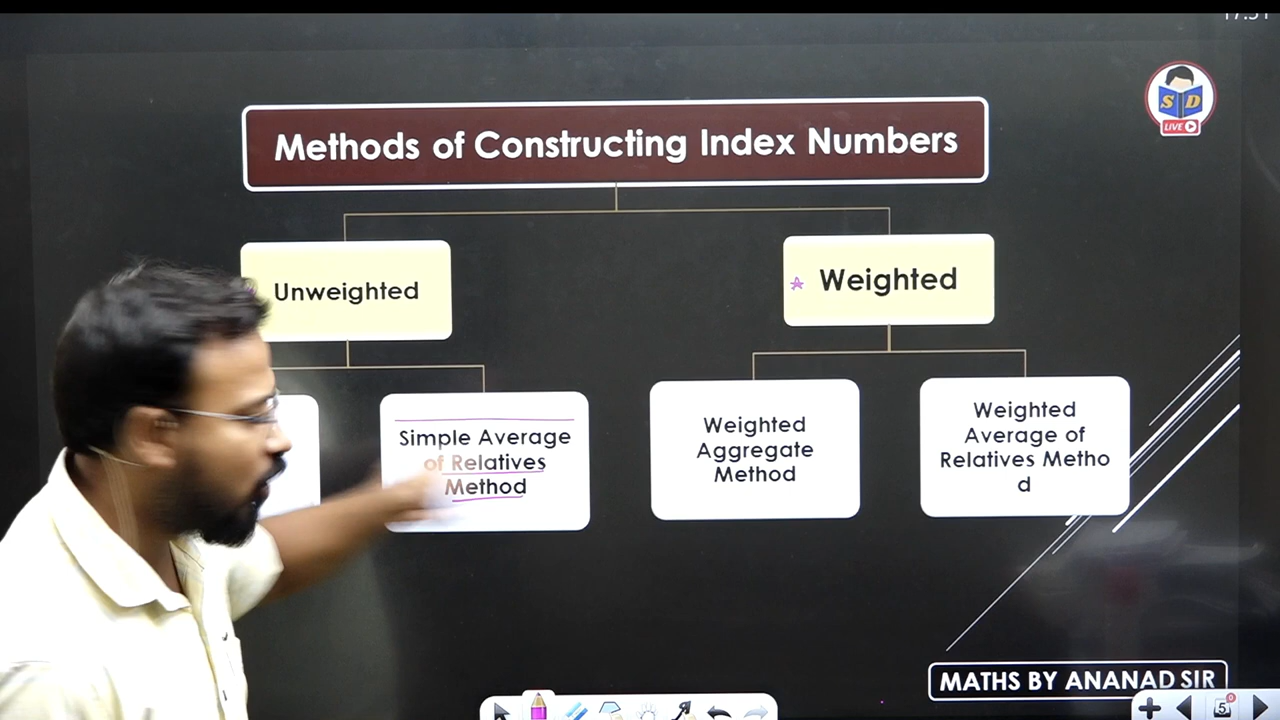 Methods of Constructing Index Numbers
Unweighted
Weighted
Simple Average
of Relatives
Method
Weighted
Aggregate
Method
Weighted
Average of
Relatives Metho
d
S D
LIVE
MATHS BY ANANAD SIR
5